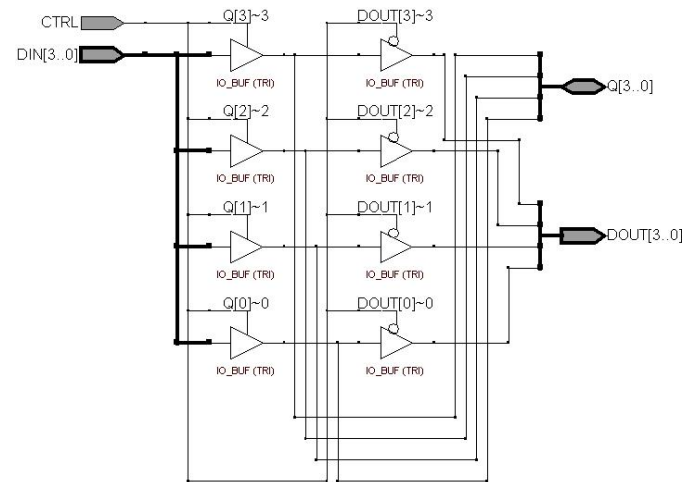 CTRL
Q[3]~3
DOUT[3]~3
DIN[3..0]
IO_BUF (TRI)
IO_BUF (TRI)
Q[3..0]
Q[2]~2
DOUT[2]~2
IO_BUF (TRI)
IO_BUF (TRI)
Q[1]~1
DOUT[1]~1
DOUT[3..0]
IO_BUF (TRI)
IO_BUF (TRI)
Q[0]~0
DOUT[0]~0
IO_BUF (TRI)
IO_BUF (TRI)